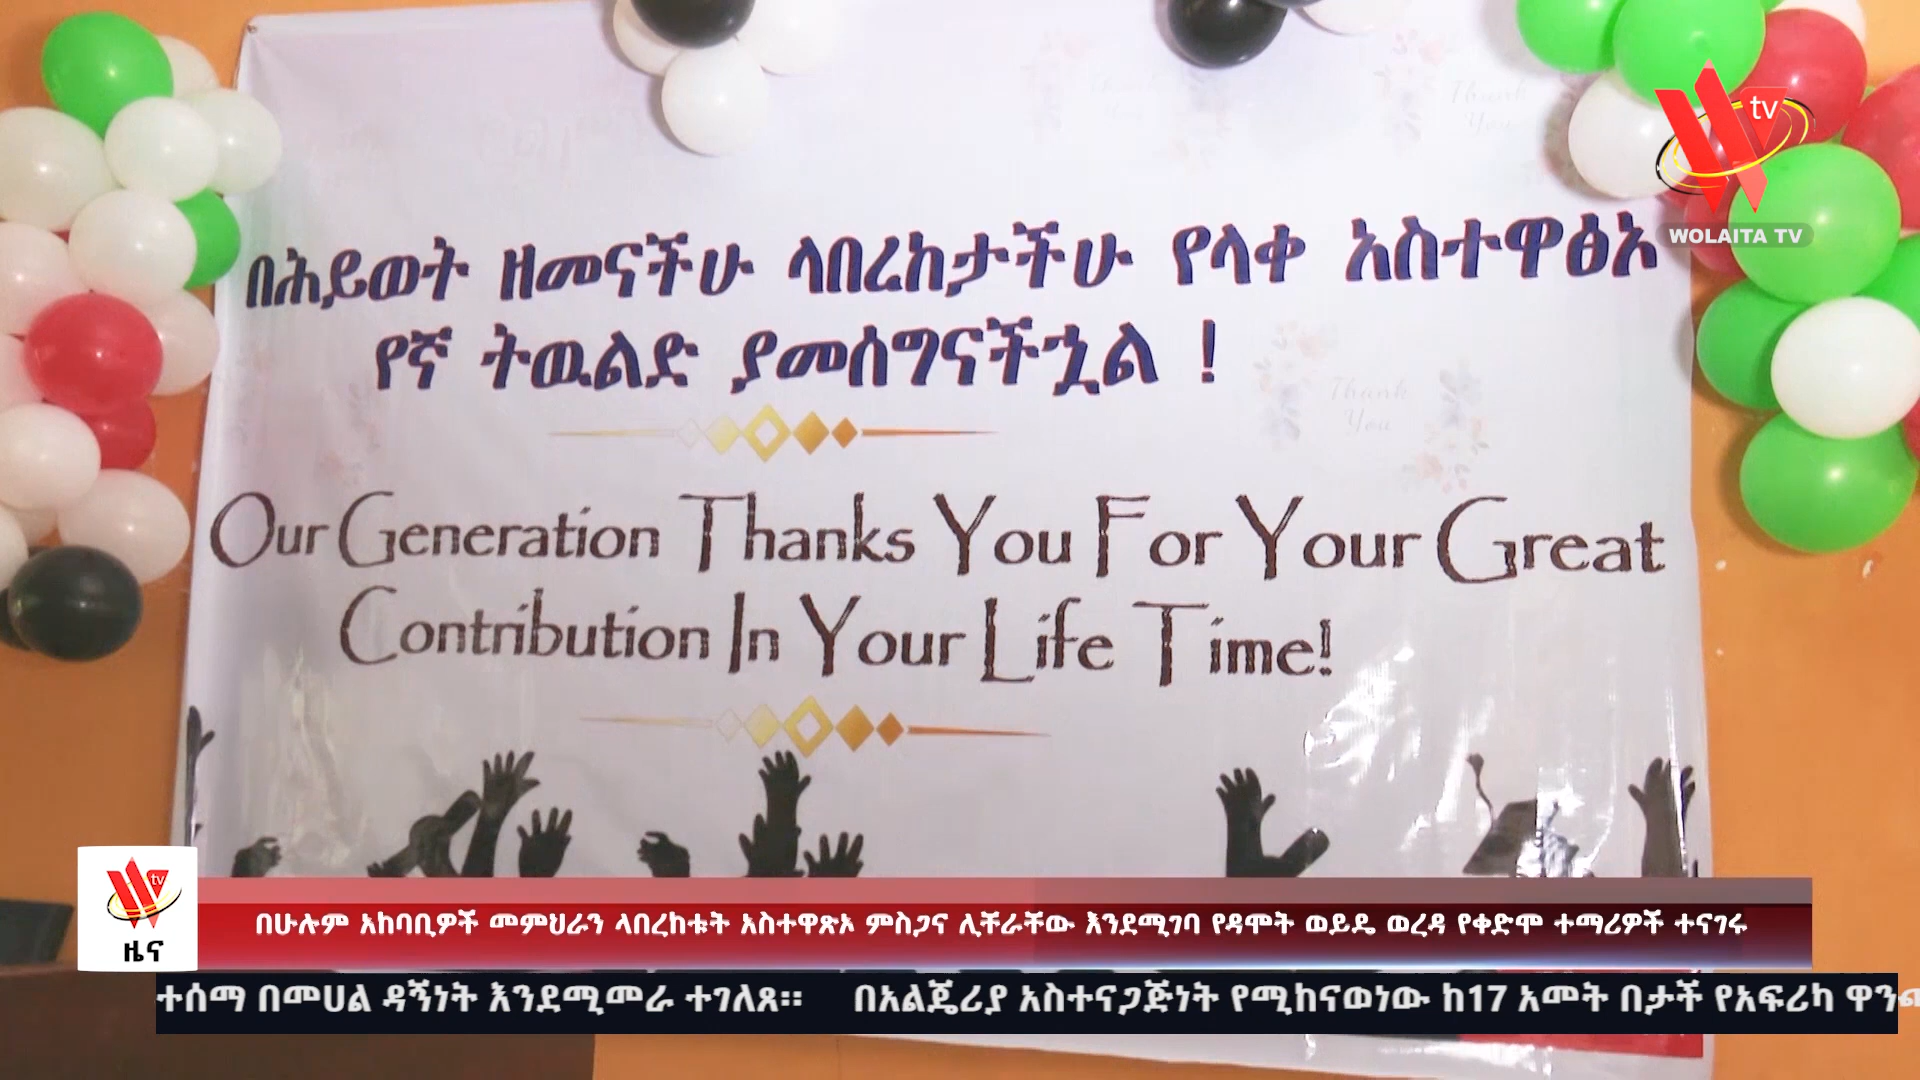 tv
WOLAITA TV
በሕይወት ዘመናችሁ ላበረከታችሁ የላቀ አስተዋፅኦ
የኛ ትዉልድ ያመሰግናችኋል !
Thank
You
Our Generation Thanks You For Your Great
Contribution In Your Life Time!
tv
ዜና
በሁሉም አከባቢዎች መምህራን ላበረከቱት አስተዋጽኦ ምስጋና ሊቸራቸው እንደሚገባ የዳሞት ወይዴ ወረዳ የቀድሞ ተማሪዎች ተናገሩ
ተሰማ በመሀል ዳኝነት እንደሚመራ ተገለጸ። በአልጄሪያ አስተናጋጅነት የሚከናወነው ከ17 አመት በታች የአፍሪካ